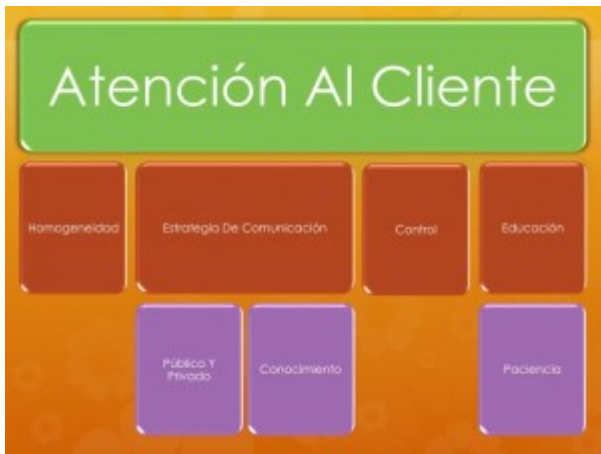 Atención Al Cliente
Homogeneidad
Estrategia De Comunicación
Control
Educación
Público Y
Privado
Conocimiento
Paciencia